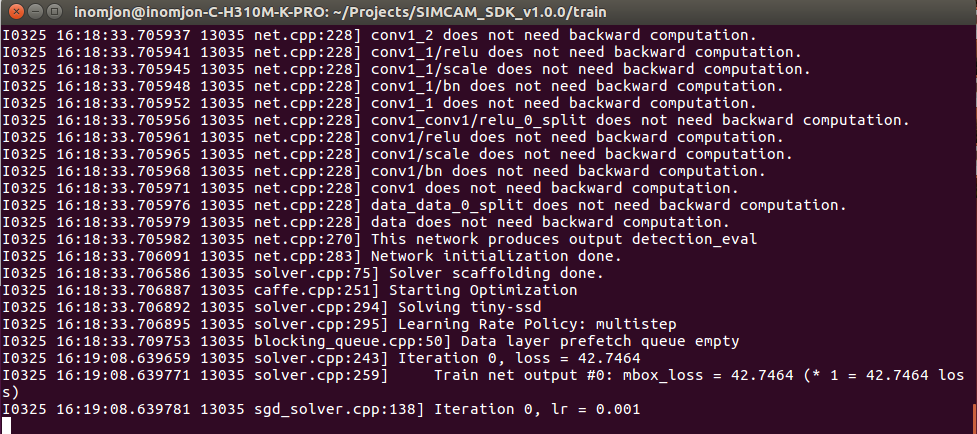 inomjon@inomjon-C-H310M-K-PRO: ~/Projects/SIMCAM_SDK_v1.0.0/train
I0325 16:18:33.705937 13035 net.cpp:228] conv1_2 does not need backward computation.
I0325 16:18:33.705941 13035 net.cpp:228] conv1_1/relu does not need backward computation.
I0325 16:18:33.705945 13035 net.cpp:228] conv1_1/scale does not need backward computation.
I0325 16:18:33.705948 13035 net.cpp:228] conv1_1/bn does not need backward computation.
I0325 16:18:33.705952 13035 net.cpp:228] conv1_1 does not need backward computation.
I0325 16:18:33.705956 13035 net.cpp:228] conv1_conv1/relu_0_split does not need backward computation.
I0325 16:18:33.705961 13035 net.cpp:228] conv1/relu does not need backward computation.
I0325 16:18:33.705965 13035 net.cpp:228] conv1/scale does not need backward computation.
I0325 16:18:33.705968 13035 net.cpp:228] conv1/bn does not need backward computation.
I0325 16:18:33.705971 13035 net.cpp:228] conv1 does not need backward computation.
I0325 16:18:33.705976 13035 net.cpp:228] data_data_0_split does not need backward computation.
I0325 16:18:33.705979 13035 net.cpp:228] data does not need backward computation.
I0325 16:18:33.705982 13035 net.cpp:270] This network produces output detection_eval
I0325 16:18:33.706091 13035 net.cpp:283] Network initialization done.
I0325 16:18:33.706586 13035 solver.cpp:75] Solver scaffolding done.
I0325 16:18:33.706887 13035 caffe.cpp:251] Starting Optimization
I0325 16:18:33.706892 13035 solver.cpp:294] Solving tiny-ssd
I0325 16:18:33.706895 13035 solver.cpp:295] Learning Rate Policy: multistep
I0325 16:18:33.709753 13035 blocking_queue.cpp:50] Data layer prefetch queue empty
I0325 16:19:08.639659 13035 solver.cpp:243] Iteration 0, loss = 42.7464
I0325 16:19:08.639771 13035 solver.cpp:259]     Train net output #0: mbox_loss = 42.7464 (* 1 = 42.7464 los
s)
I0325 16:19:08.639781 13035 sgd_solver.cpp:138] Iteration 0, lr = 0.001